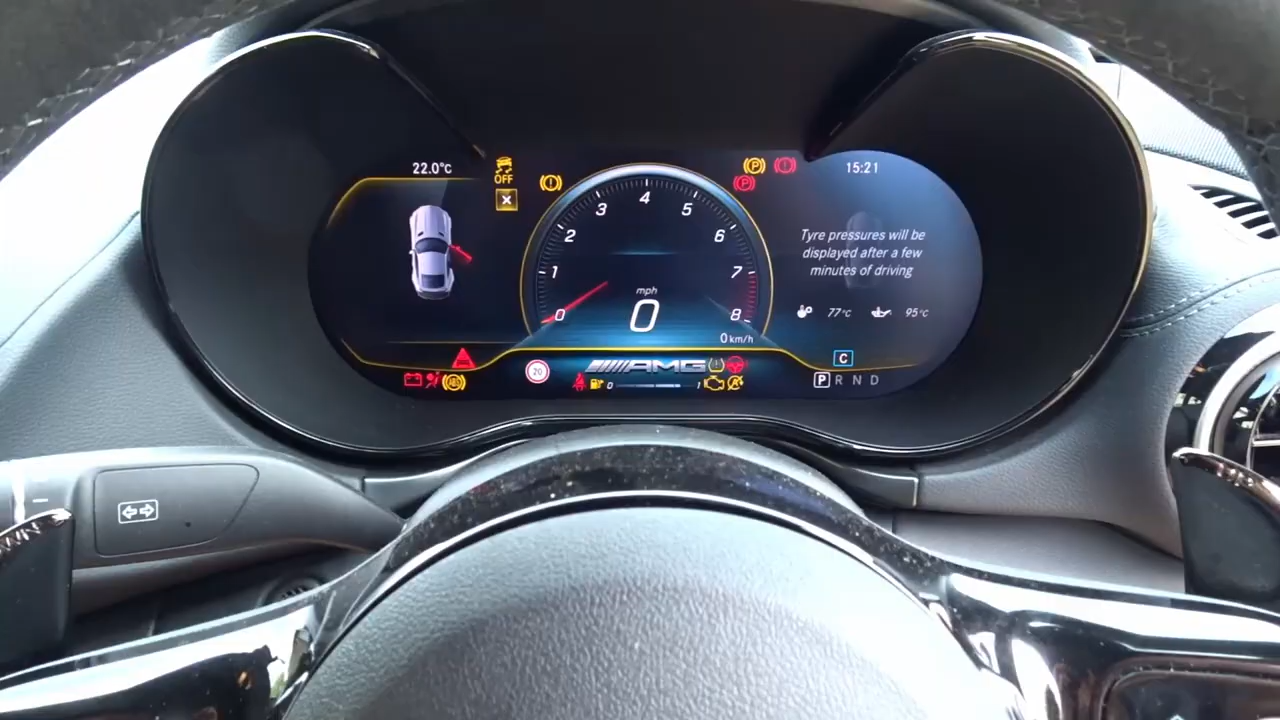 22.0°C
OFF
15:21
0
1
2
3
4
5
6
7
8
mph
0
0 km/h
Tyre pressures will be
displayed after a few
minutes of driving
77°C
95°C
C
P R N D
20
AMG
ABS
0
1
P
P